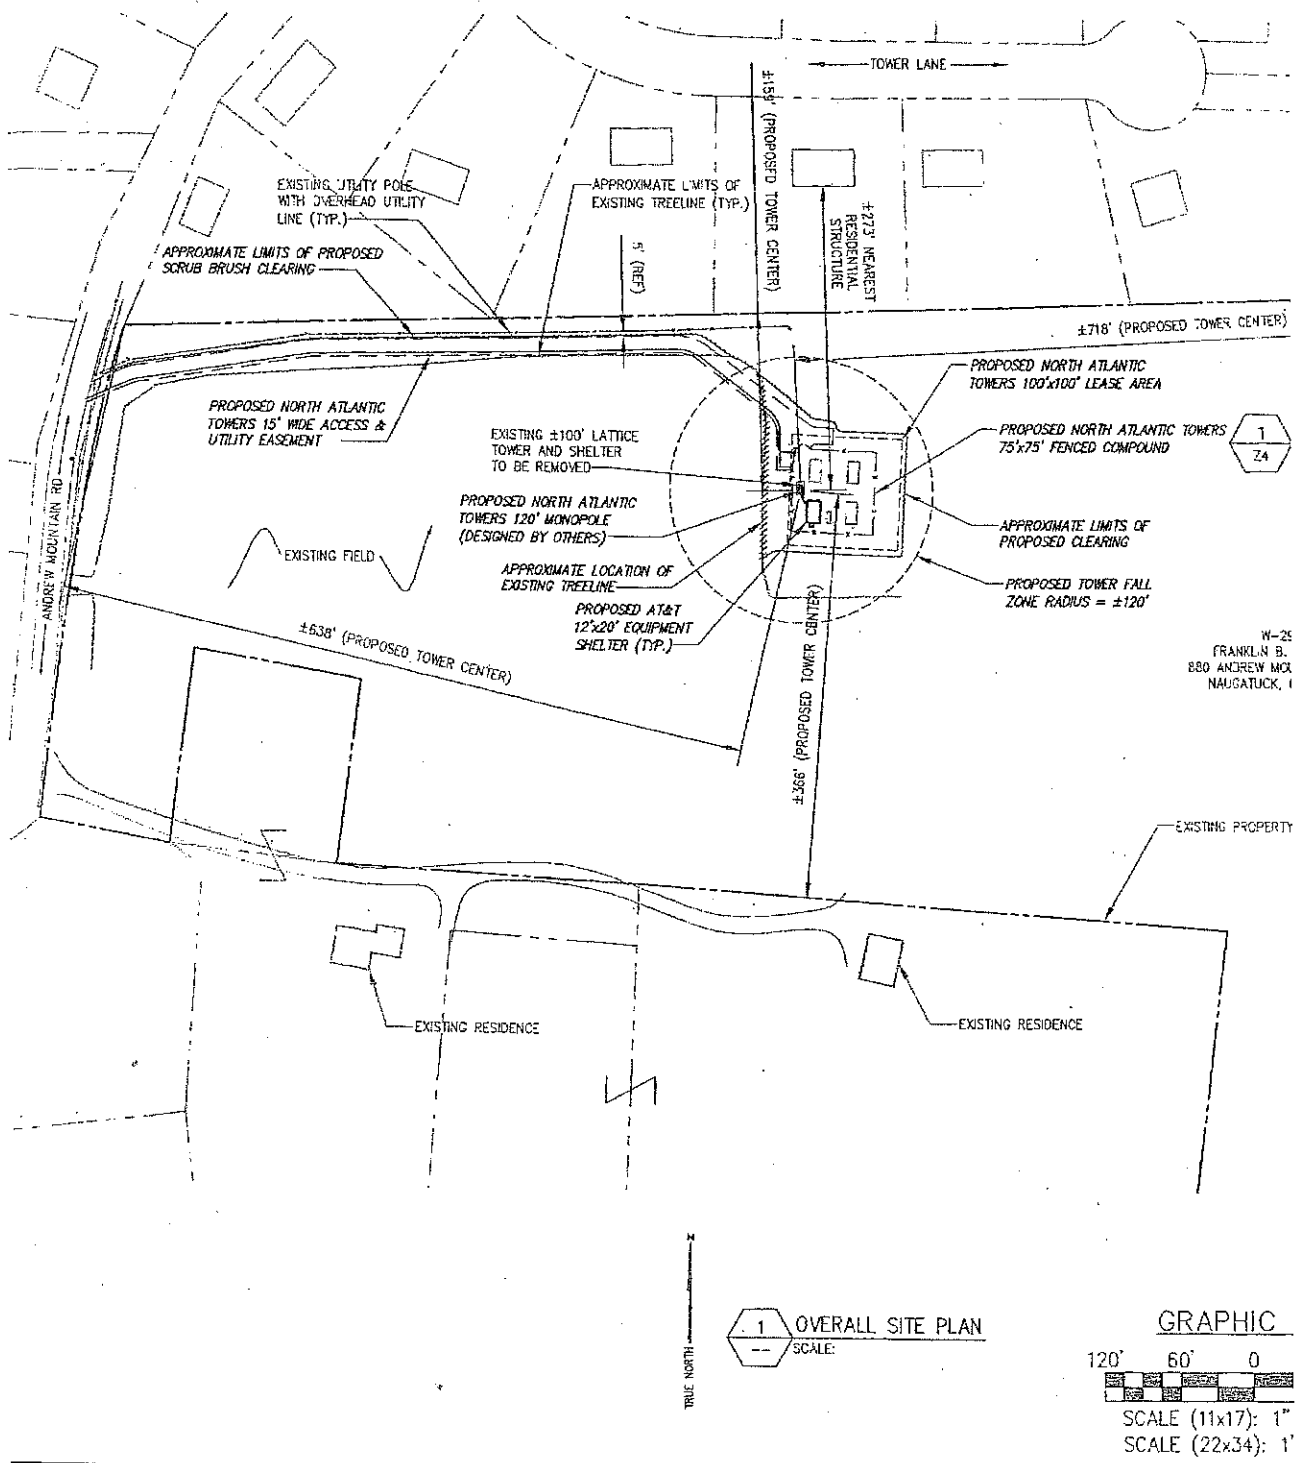 TOWER LANE
±159' (PROPOSED TOWER CENTER)
±273' NEAREST
RESIDENTIAL
STRUCTURE
EXISTING UTILITY POLE
WITH OVERHEAD UTILITY
LINE (TYP.)
APPROXIMATE LIMITS OF
EXISTING TREELINE (TYP.)
APPROXIMATE LIMITS OF PROPOSED
SCRUB BRUSH CLEARING
5' (REF)
±718' (PROPOSED TOWER CENTER)
PROPOSED NORTH ATLANTIC
TOWERS 100'x100' LEASE AREA
PROPOSED NORTH ATLANTIC
TOWERS 15' WIDE ACCESS &
UTILITY EASEMENT
EXISTING ±100' LATTICE
TOWER AND SHELTER
TO BE REMOVED
PROPOSED NORTH ATLANTIC TOWERS
75'x75' FENCED COMPOUND
1
Z4
PROPOSED NORTH ATLANTIC
TOWERS 120' MONOPOLE
(DESIGNED BY OTHERS)
APPROXIMATE LIMITS OF
PROPOSED CLEARING
ANDREW MOUNTAIN RD
EXISTING FIELD
APPROXIMATE LOCATION OF
EXISTING TREELINE
PROPOSED TOWER FALL
ZONE RADIUS = ±120'
PROPOSED AT&T
12'x20' EQUIPMENT
SHELTER (TYP.)
±638' (PROPOSED TOWER CENTER)
±366' (PROPOSED TOWER CENTER)
W-25
FRANKLIN B.
880 ANDREW MOU
NAUGATUCK,
EXISTING PROPERTY
EXISTING RESIDENCE
EXISTING RESIDENCE
N
TRUE NORTH
1
--
OVERALL SITE PLAN
SCALE:
GRAPHIC
120' 60' 0
SCALE (11x17): 1"
SCALE (22x34): 1"